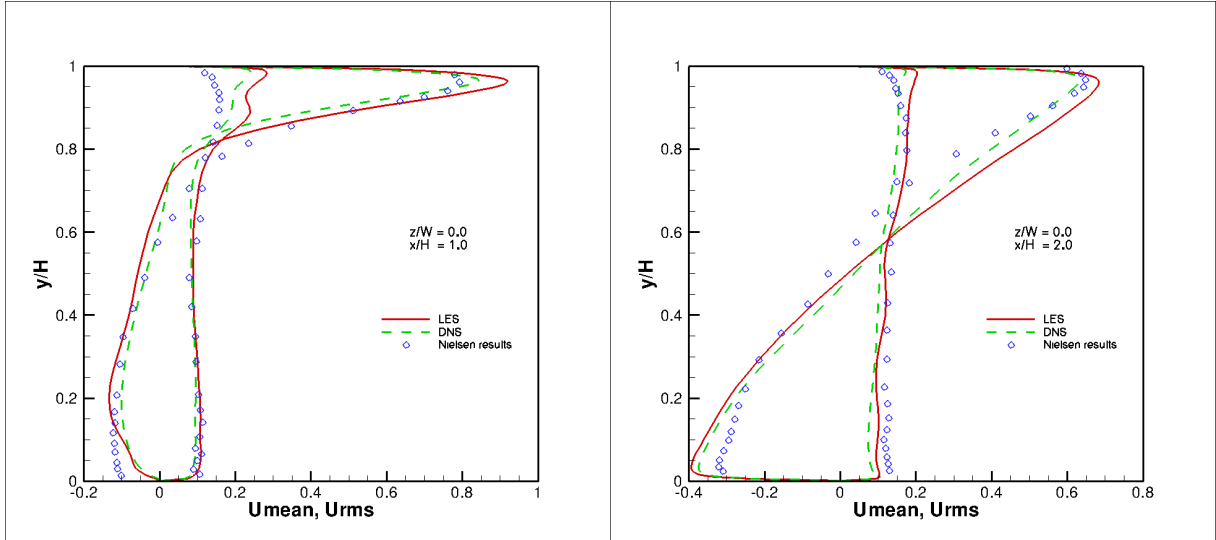 y/H
1
0.8
0.6
0.4
0.2
0
-0.2
0
0.2
0.4
0.6
0.8
1
Umean, Urms
z/W = 0.0
x/H = 1.0
LES
DNS
Nielsen results
y/H
1
0.8
0.6
0.4
0.2
0
-0.4
-0.2
0
0.2
0.4
0.6
0.8
Umean, Urms
z/W = 0.0
x/H = 2.0
LES
DNS
Nielsen results